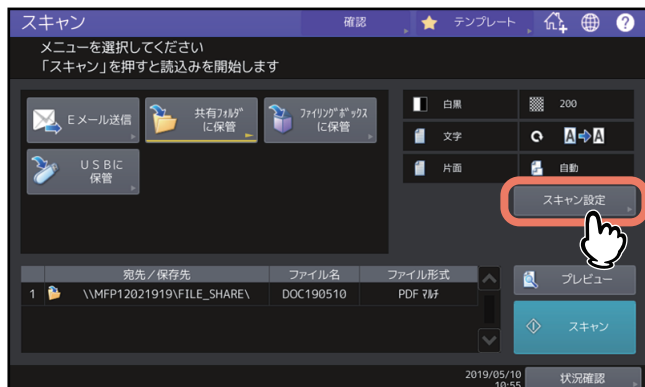 スキャン
確認
テンプレート
?
メニューを選択してください
「スキャン」を押すと読込みを開始します
Eメール送信
共有フォルダ
に保管
ファイリングボックス
に保管
USBに
保管
白黒
200
文字
A A
片面
自動
スキャン設定
宛先/保存先 ファイル名 ファイル形式
1 \\MFP12021919\FILE_SHARE\ DOC190510 PDF マルチ
プレビュー
スキャン
2019/05/10
10:55
状況確認